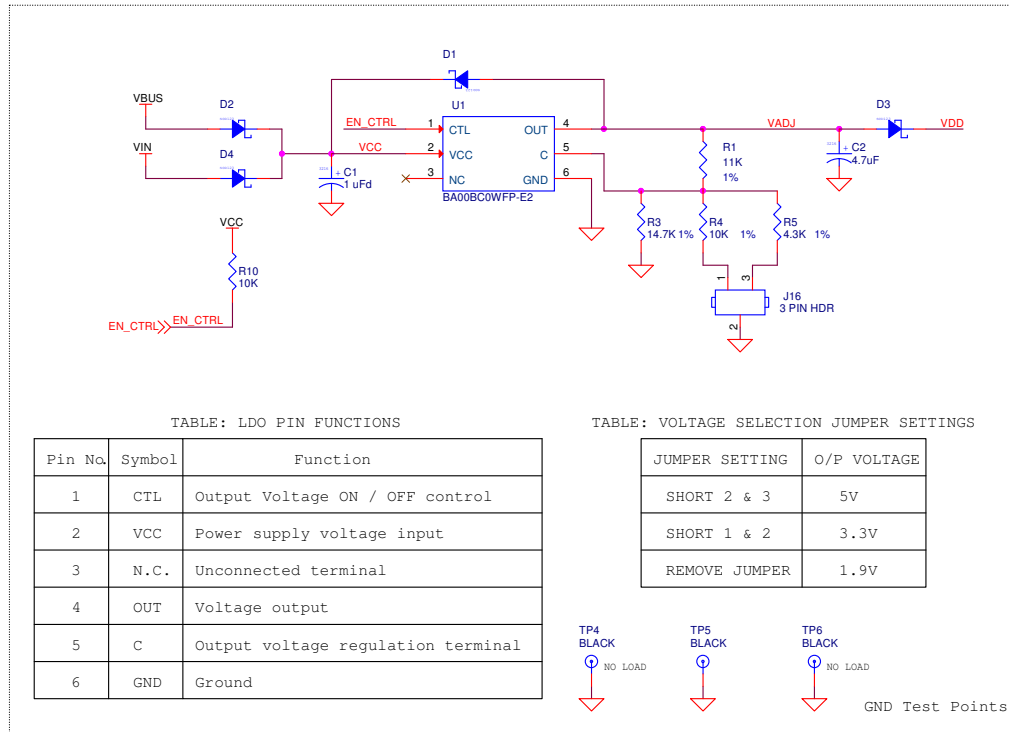 D1
U1
VBUS
D2
EN_CTRL
1
CTL
OUT
4
VADJ
D3
VDD
VIN
D4
VCC
2
VCC
C
5
R1
11K
1%
+ C2
4.7uF
+ C1
1 uFd
3
NC
GND
6
BA00BC0WFP-E2
R3
14.7K 1%
R4
10K 1%
R5
4.3K 1%
VCC
R10
10K
1
3
J16
3 PIN HDR
2
EN_CTRL
EN_CTRL
TABLE: LDO PIN FUNCTIONS
Pin No. Symbol Function
1 CTL Output Voltage ON / OFF control
2 VCC Power supply voltage input
3 N.C. Unconnected terminal
4 OUT Voltage output
5 C Output voltage regulation terminal
6 GND Ground
TABLE: VOLTAGE SELECTION JUMPER SETTINGS
JUMPER SETTING O/P VOLTAGE
SHORT 2 & 3 5V
SHORT 1 & 2 3.3V
REMOVE JUMPER 1.9V
TP4
BLACK
NO LOAD
TP5
BLACK
TP6
BLACK
NO LOAD
GND Test Points